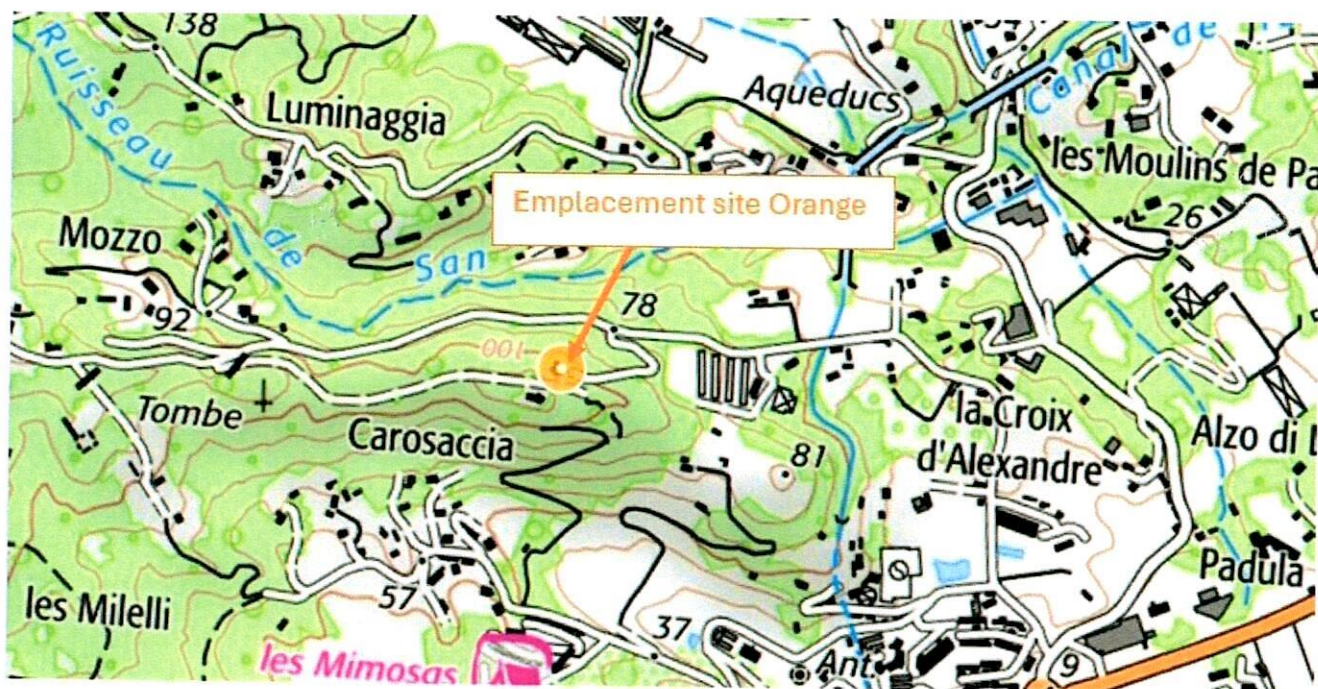 138
Ruisseau
de
San
Luminaggia
Aqueducs
Canal de
les Moulins de Pa
26
Emplacement site Orange
Mozzo
92
78
100
Tombe
Carosaccia
81
la Croix
d'Alexandre
Alzo di
Padula
les Milelli
57
37
les Mimosas
Ant.
9